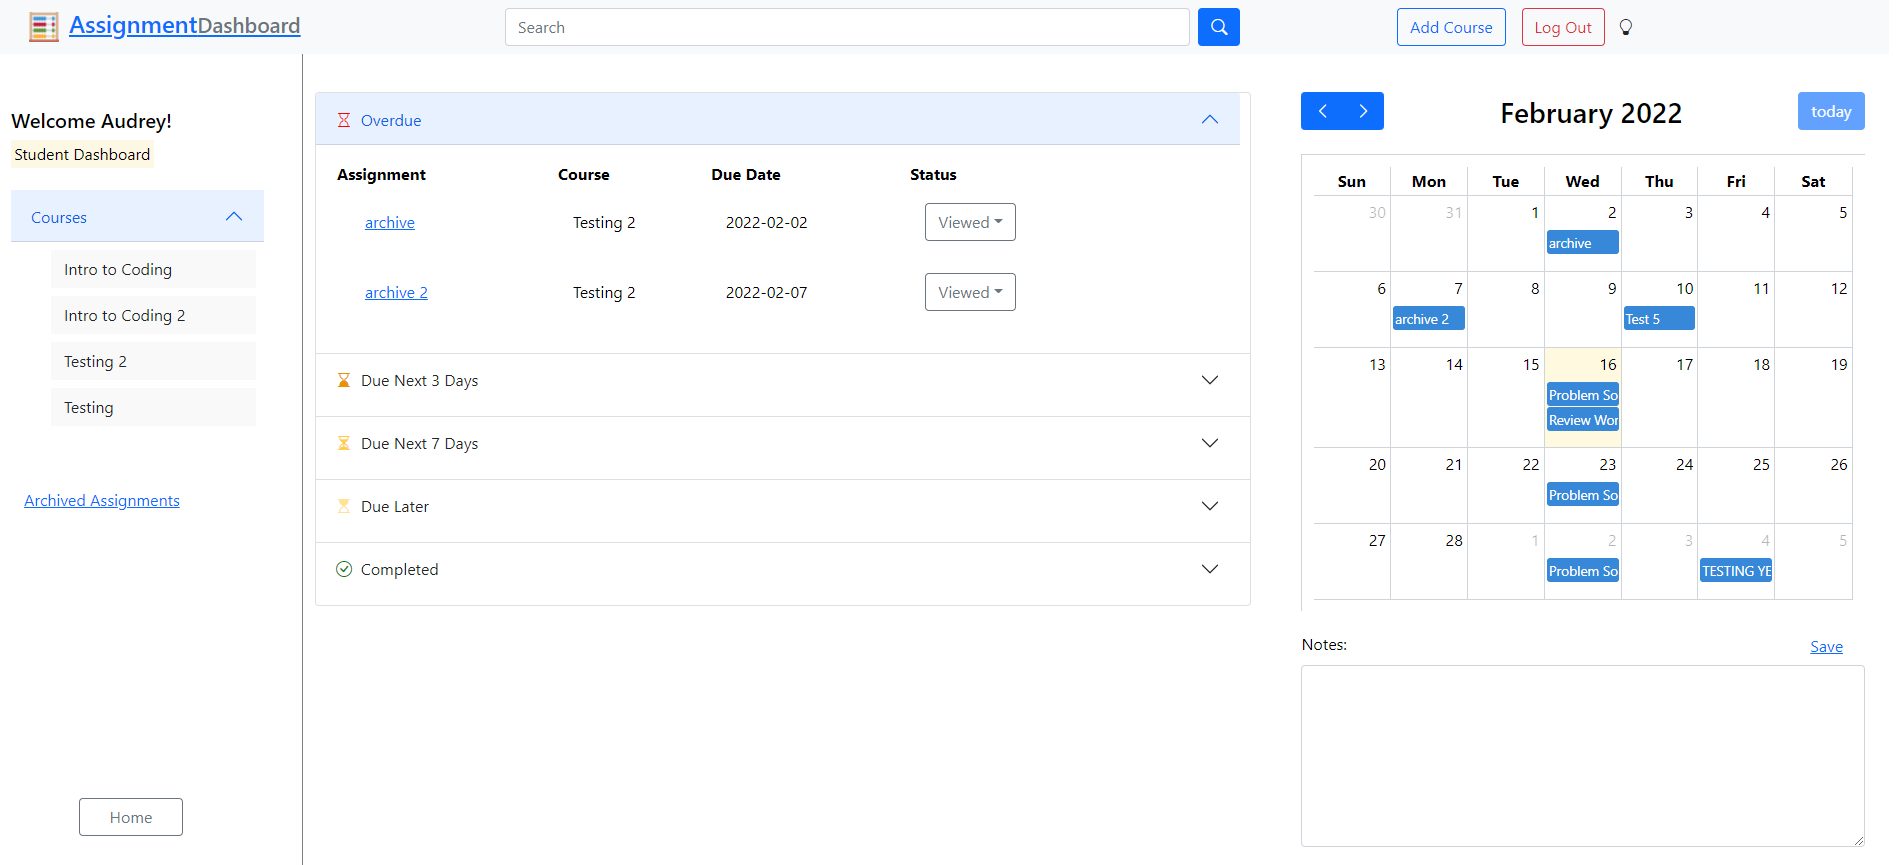 AssignmentDashboard
Search
Add Course
Log Out
Welcome Audrey!
Student Dashboard
Courses
Intro to Coding
Intro to Coding 2
Testing 2
Testing
Archived Assignments
Home
Overdue
Assignment Course Due Date Status
archive Testing 2 2022-02-02 Viewed
archive 2 Testing 2 2022-02-07 Viewed
Due Next 3 Days
Due Next 7 Days
Due Later
Completed
February 2022
today
Sun Mon Tue Wed Thu Fri Sat
30 31 1 2 3 4 5
archive
6 7 8 9 10 11 12
archive 2 Test 5
13 14 15 16 17 18 19
Problem So
Review Wor
20 21 22 23 24 25 26
Problem So
27 28 1 2 3 4 5
Problem So TESTING YE
Notes:
Save